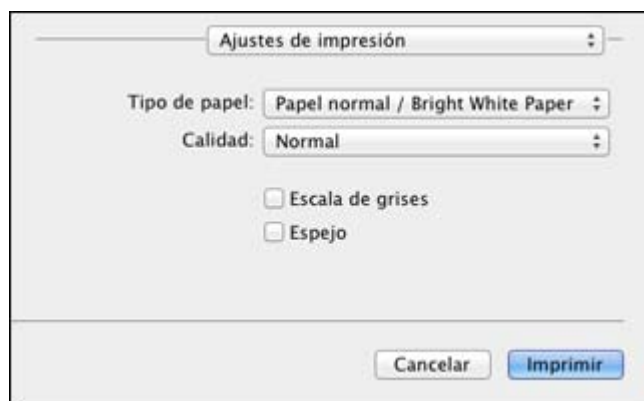 Ajustes de impresión
Tipo de papel: Papel normal / Bright White Paper
Calidad: Normal
Escala de grises
Espejo
Cancelar Imprimir